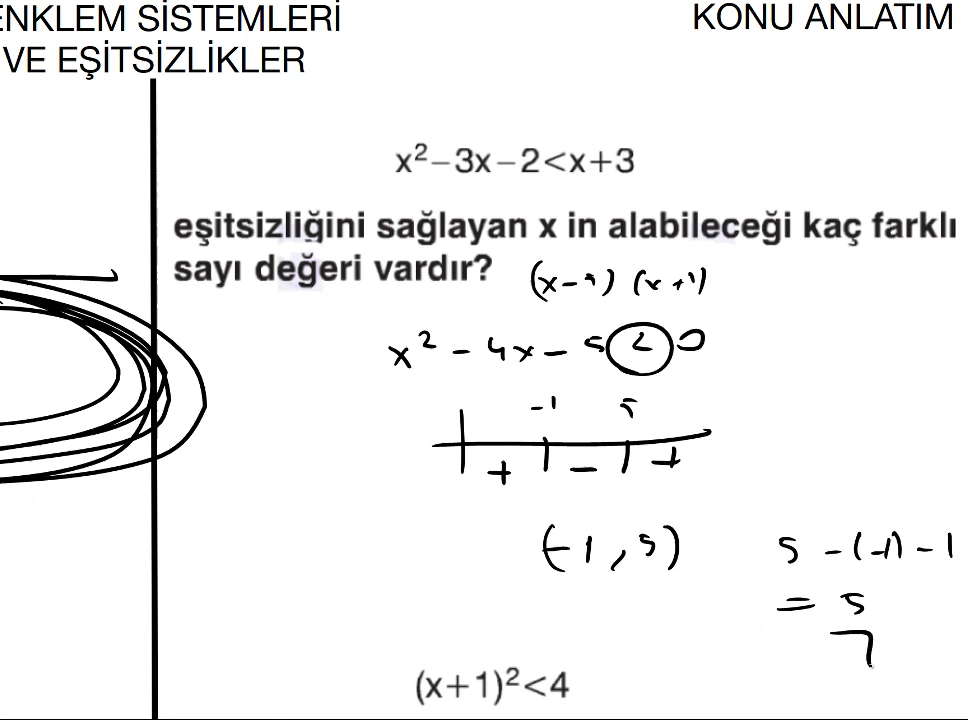 ENKLEM SİSTEMLERİ
VE EŞİTSİZLİKLER
KONU ANLATIM
x²−3x−2<x+3
eşitsizliğini sağlayan x in alabileceği kaç farklı
sayı değeri vardır?
(x-5) (x+1)
x² - 4x - 5 < 0
-1 5
+ - +
(-1, 5)
5 - (-1) - 1
= 5
7
(x+1)²<4